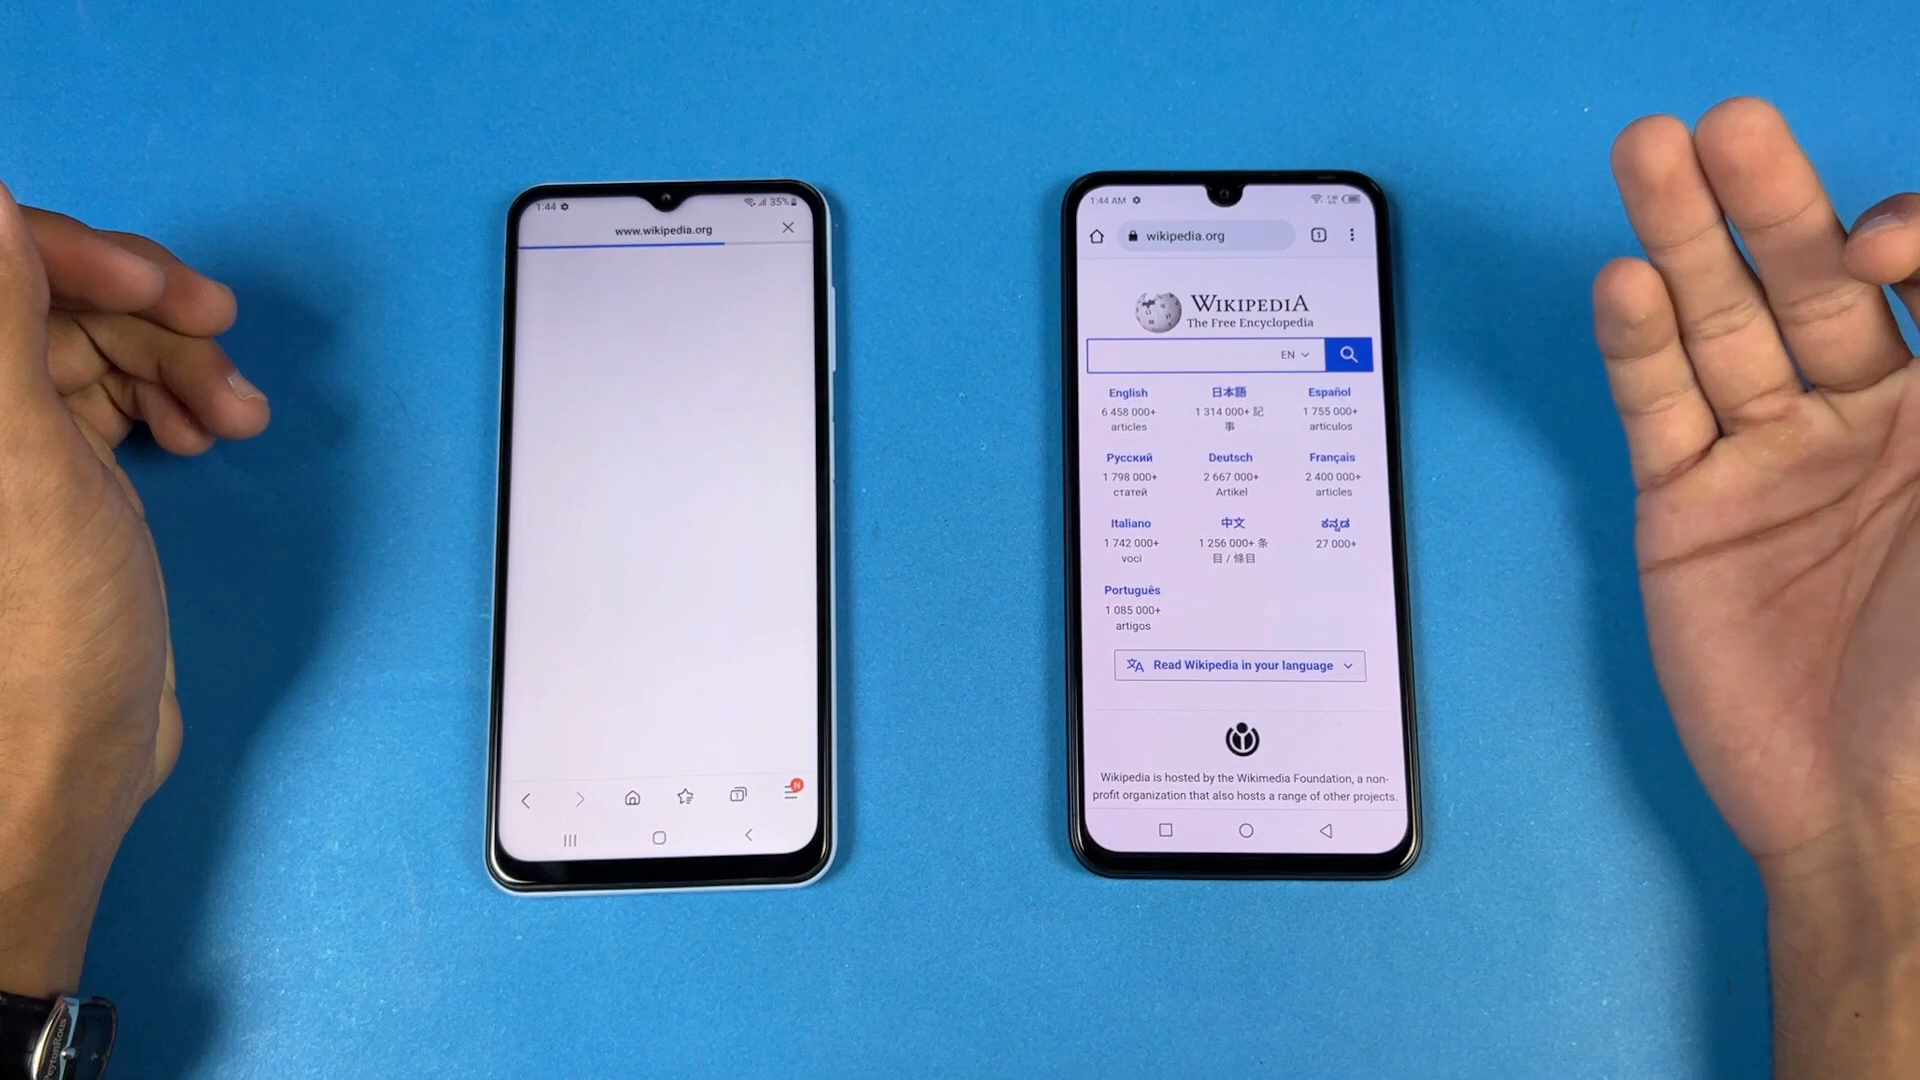 1:44
35%
www.wikipedia.org
1
N
1:44 AM
wikipedia.org
1
WIKIPEDIA
The Free Encyclopedia
EN
English
6 458 000+
articles
日本語
1 314 000+ 記
事
Español
1 755 000+
artículos
Русский
1 798 000+
статей
Deutsch
2 667 000+
Artikel
Français
2 400 000+
articles
Italiano
1 742 000+
voci
中文
1 256 000+ 条
目 / 條目
ಕನ್ನಡ
27 000+
Português
1 085 000+
artigos
Read Wikipedia in your language
Wikipedia is hosted by the Wikimedia Foundation, a non-
profit organization that also hosts a range of other projects.
PeytonRous